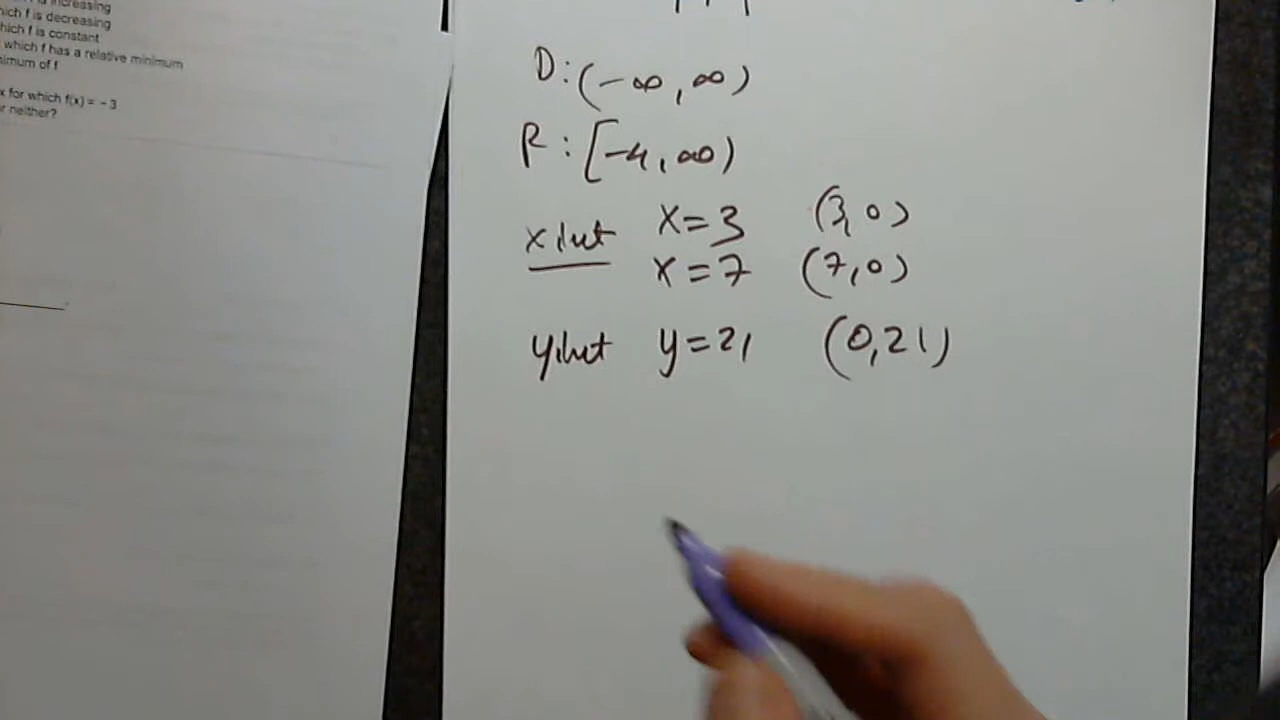 increasing
ich f is decreasing
hich f is constant
which f has a relative minimum
nimum of f
x for which f(x) = -3
r neither?
D: (-∞, ∞)
R: [-4, ∞)
x int x = 3 (3, 0)
x = 7 (7, 0)
y int y = 21 (0, 21)